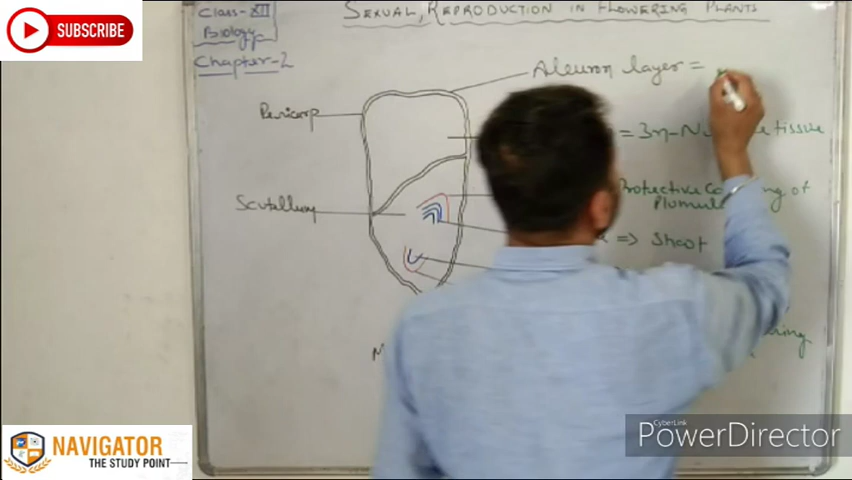 SUBSCRIBE
Class-XII
Biology
Chapter-2
SEXUAL REPRODUCTION IN FLOWERING PLANTS
Aleuron layer =
Pericarp
= 3n-
tissue
Scutellum
Protective
of
=> Shoot
NAVIGATOR
THE STUDY POINT
CyberLink
PowerDirector